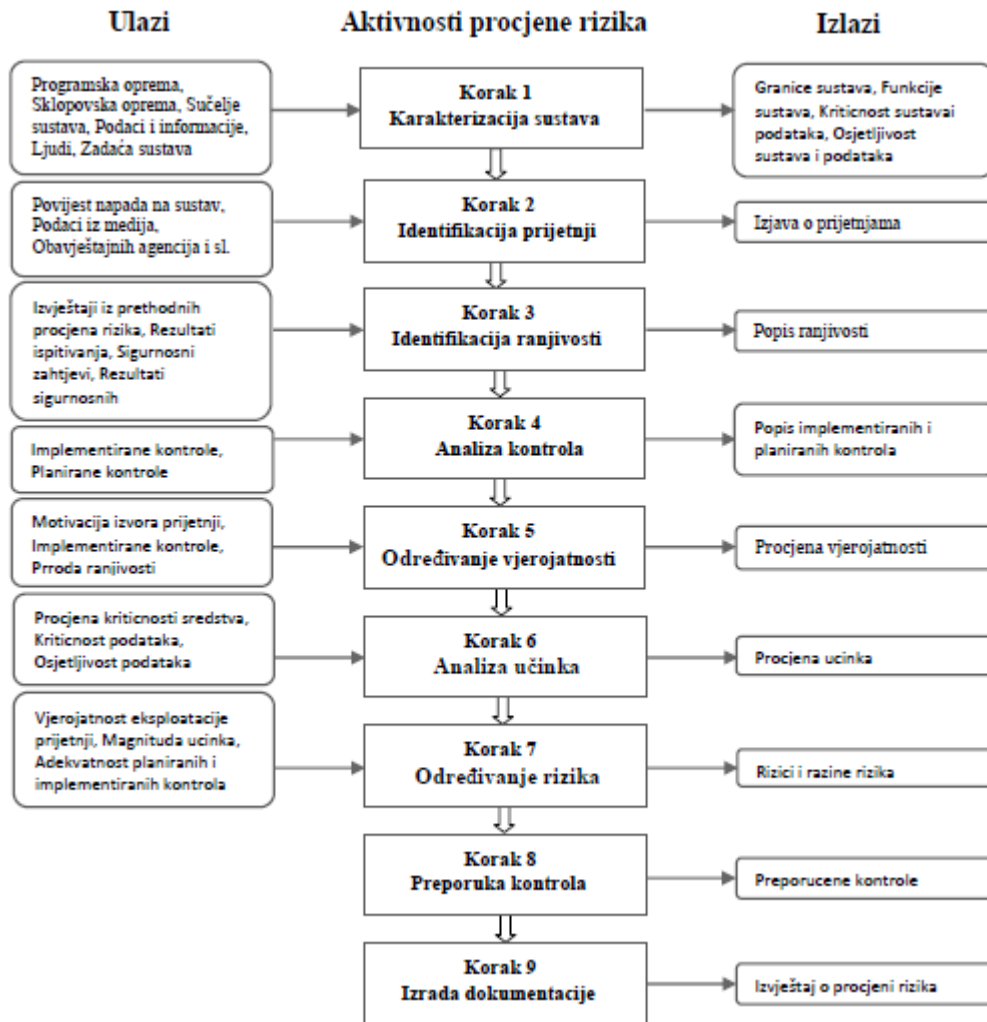 Ulazi
Aktivnosti procjene rizika
Izlazi
Programska oprema,
Sklopovska oprema, Sučelje
sustava, Podaci i informacije,
Ljudi, Zadaća sustava
Korak 1
Karakterizacija sustava
Granice sustava, Funkcije
sustava, Kriticnost sustavai
podataka, Osjetljivost
sustava i podataka
Povijest napada na sustav,
Podaci iz medija,
Obavještajnih agencija i sl.
Korak 2
Identifikacija prijetnji
Izjava o prijetnjama
Izvještaji iz prethodnih
procjena rizika, Rezultati
ispitivanja, Sigurnosni
zahtjevi, Rezultati
sigurnosnih
Korak 3
Identifikacija ranjivosti
Popis ranjivosti
Implementirane kontrole,
Planirane kontrole
Korak 4
Analiza kontrola
Popis implementiranih i
planiranih kontrola
Motivacija izvora prijetnji,
Implementirane kontrole,
Prroda ranjivosti
Korak 5
Određivanje vjerojatnosti
Procjena vjerojatnosti
Procjena kriticnosti sredstva,
Kriticnost podataka,
Osjetljivost podataka
Korak 6
Analiza učinka
Procjena ucinka
Vjerojatnost eksploatacije
prijetnji, Magnituda ucinka,
Adekvatnost planiranih i
implementiranih kontrola
Korak 7
Određivanje rizika
Rizici i razine rizika
Korak 8
Preporuka kontrola
Preporucene kontrole
Korak 9
Izrada dokumentacije
Izvještaj o procjeni rizika